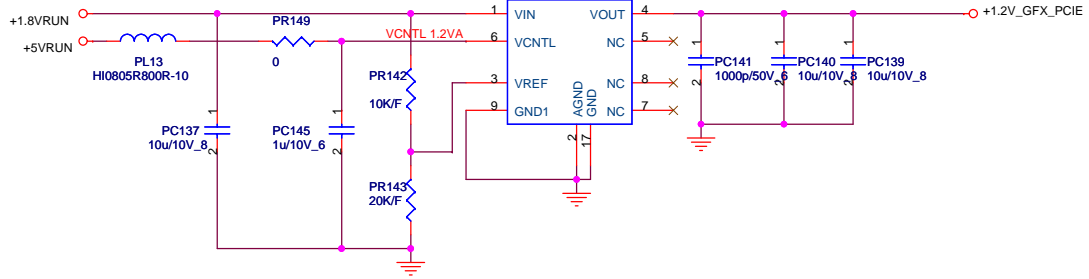 +1.8VRUN
+5VRUN
PL13
HI0805R800R-10
PR149
0
VCNTL 1.2VA
PC137
10u/10V_8
1
2
PC145
1u/10V_6
1
2
PR142
10K/F
PR143
20K/F
1
6
3
9
VIN
VCNTL
VREF
GND1
AGND
GND
2
17
VOUT
NC
NC
NC
4
5
8
7
PC141
1000p/50V_6
1
2
PC140
10u/10V_8
1
2
PC139
10u/10V_8
1
2
+1.2V_GFX_PCIE